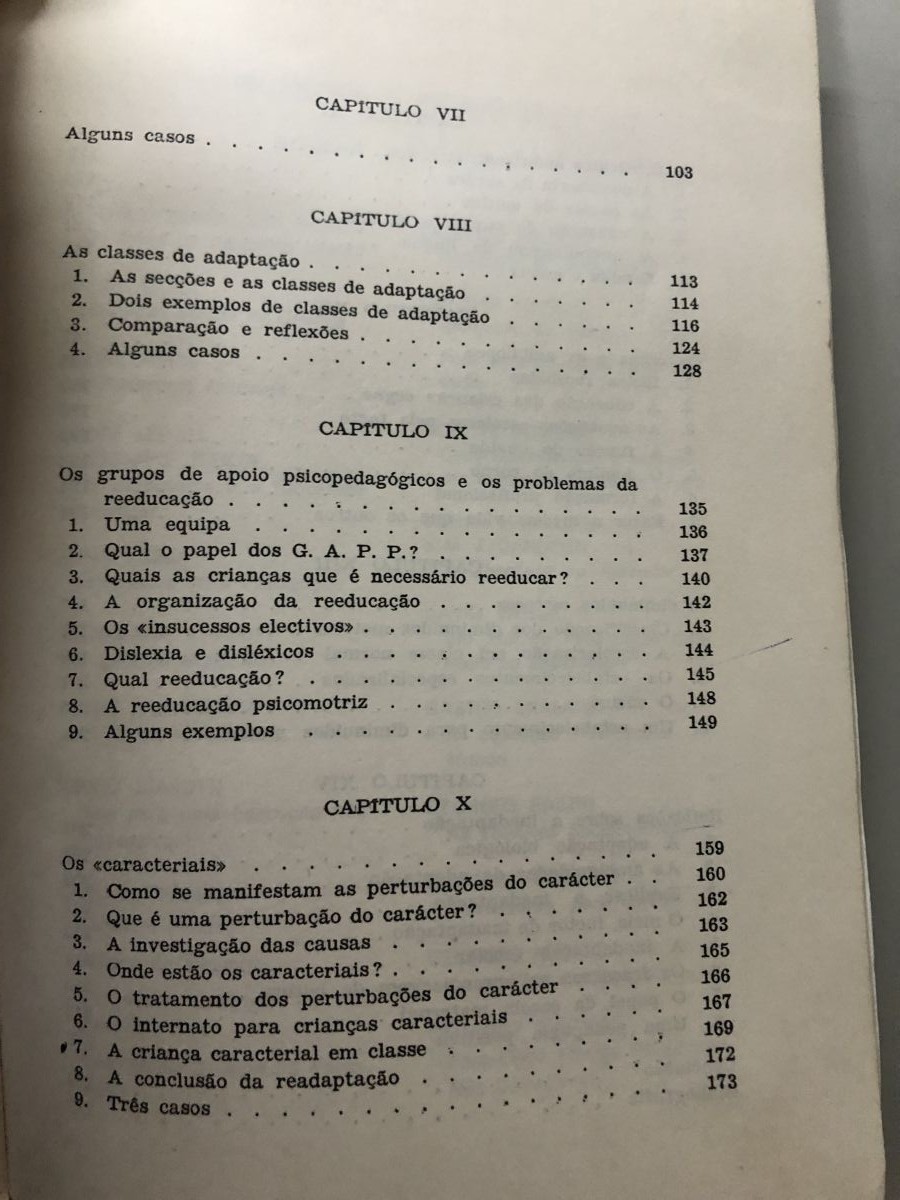 CAPÍTULO VII
Alguns casos . . . . . . . . . . . . . . . . . . 103
CAPÍTULO VIII
As classes de adaptação . . . . . . . . . . . . . . 113
1. As secções e as classes de adaptação . . . . . . . 114
2. Dois exemplos de classes de adaptação . . . . . . 116
3. Comparação e reflexões . . . . . . . . . . . . 124
4. Alguns casos . . . . . . . . . . . . . . . . 128
CAPÍTULO IX
Os grupos de apoio psicopedagógicos e os problemas da
reeducação . . . . . . . . . . . . . . . . 135
1. Uma equipa . . . . . . . . . . . . . . . 136
2. Qual o papel dos G. A. P. P.? . . . . . . . . 137
3. Quais as crianças que é necessário reeducar? . . . 140
4. A organização da reeducação . . . . . . . . 142
5. Os «insucessos electivos» . . . . . . . . . . . 143
6. Dislexia e disléxicos . . . . . . . . . . . . 144
7. Qual reeducação? . . . . . . . . . . . . . 145
8. A reeducação psicomotriz . . . . . . . . . . 148
9. Alguns exemplos . . . . . . . . . . . . . 149
CAPÍTULO X
Os «caracteriais» . . . . . . . . . . . . . . . 159
1. Como se manifestam as perturbações do carácter . . 160
2. Que é uma perturbação do carácter? . . . . . . 162
3. A investigação das causas . . . . . . . . . . 163
4. Onde estão os caracteriais? . . . . . . . . . . 165
5. O tratamento dos perturbações do carácter . . . . 166
6. O internato para crianças caracteriais . . . . . . 167
7. A criança caracterial em classe . . . . . . . . 169
8. A conclusão da readaptação . . . . . . . . . 172
9. Três casos . . . . . . . . . . . . . . . . 173